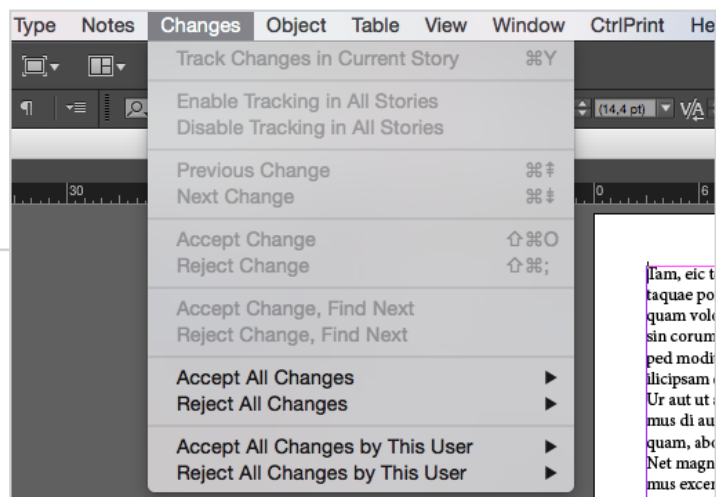 Type Notes Changes Object Table View Window CtrlPrint He
Track Changes in Current Story ⌘Y
Enable Tracking in All Stories
(14,4 pt) VA
Disable Tracking in All Stories
Previous Change ⌘⇞
30 0 6
Next Change ⌘⇟
Accept Change ⇧⌘O
Reject Change ⇧⌘;
Tam, eic t
taquae po
Accept Change, Find Next
quam vol
Reject Change, Find Next
sin corum
ped modi
Accept All Changes
ilicipsam
Reject All Changes
Ur aut ut
mus di au
Accept All Changes by This User
quam, ab
Net magn
Reject All Changes by This User
mus excer